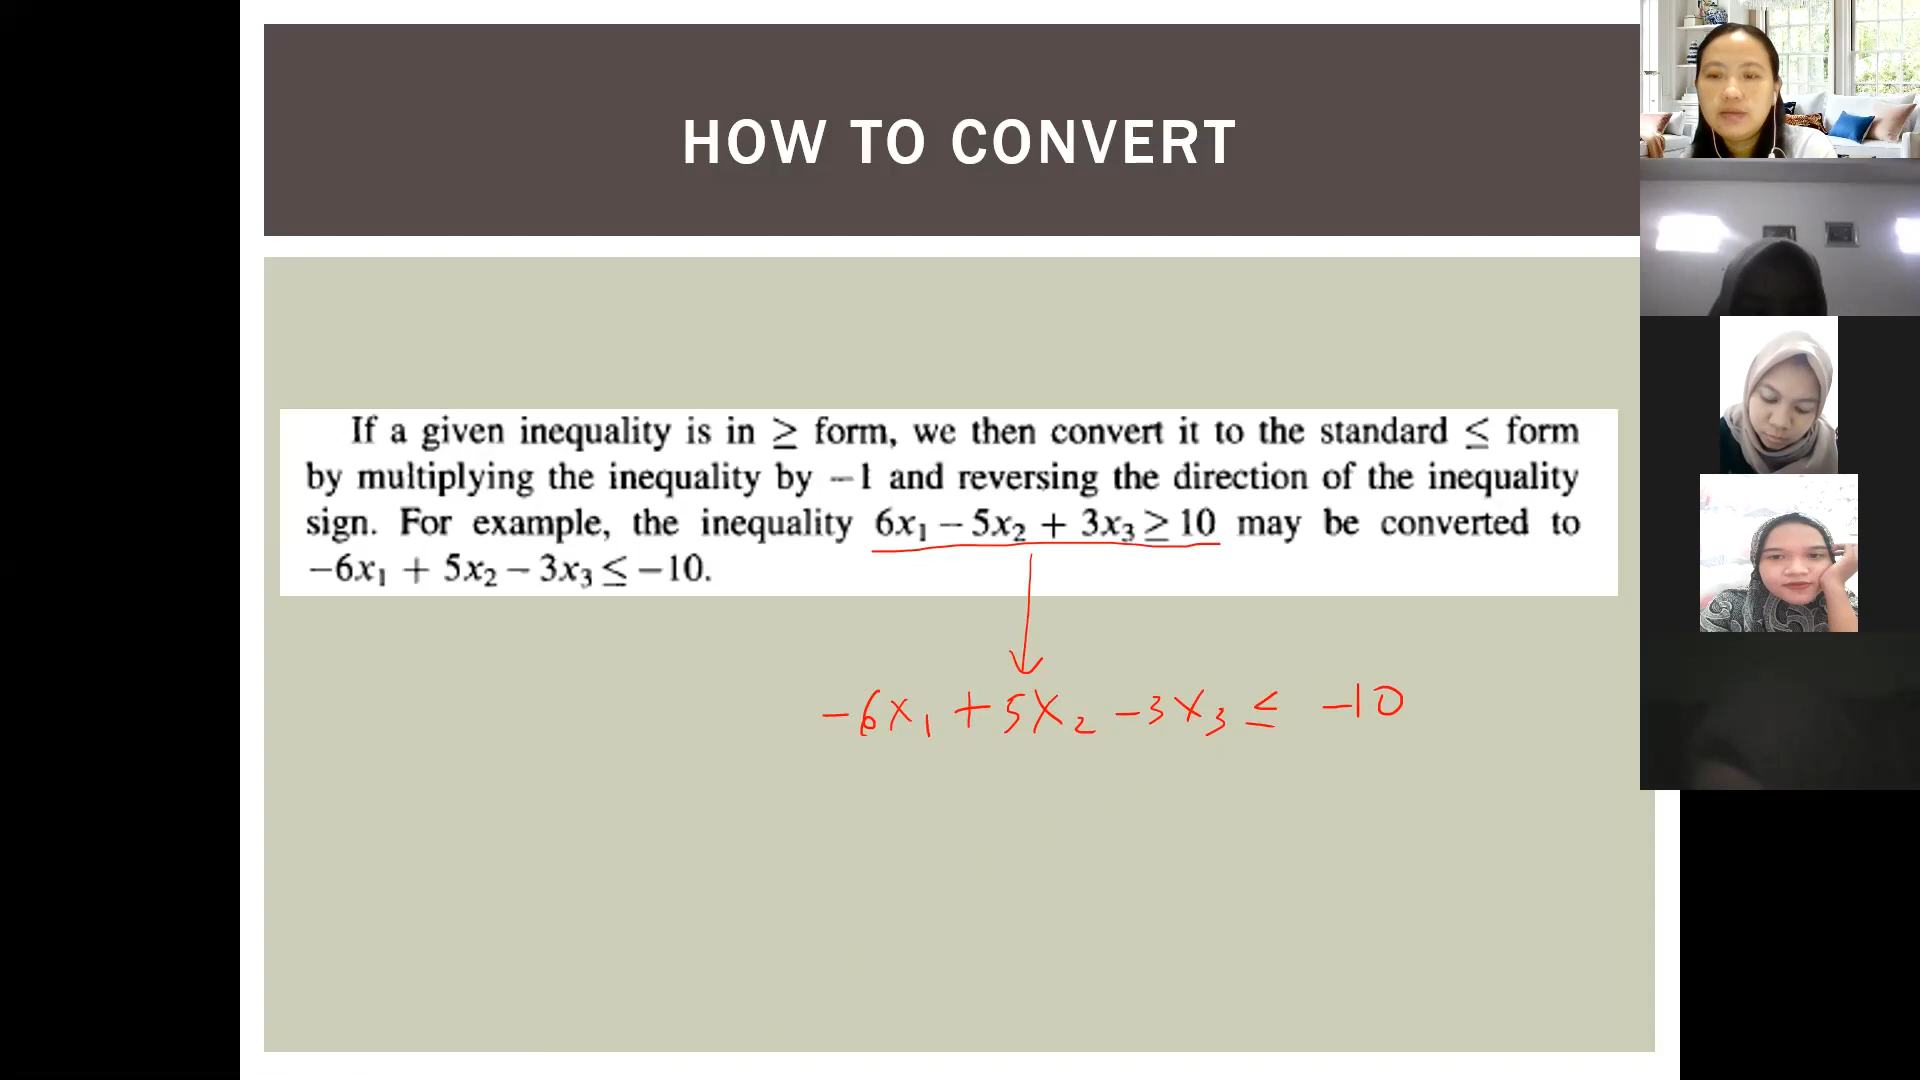 HOW TO CONVERT
If a given inequality is in ≥ form, we then convert it to the standard ≤ form
by multiplying the inequality by −1 and reversing the direction of the inequality
sign. For example, the inequality 6x₁ − 5x₂ + 3x₃ ≥ 10 may be converted to
−6x₁ + 5x₂ − 3x₃ ≤ −10.
-6x₁ + 5x₂ - 3x₃ ≤ -10